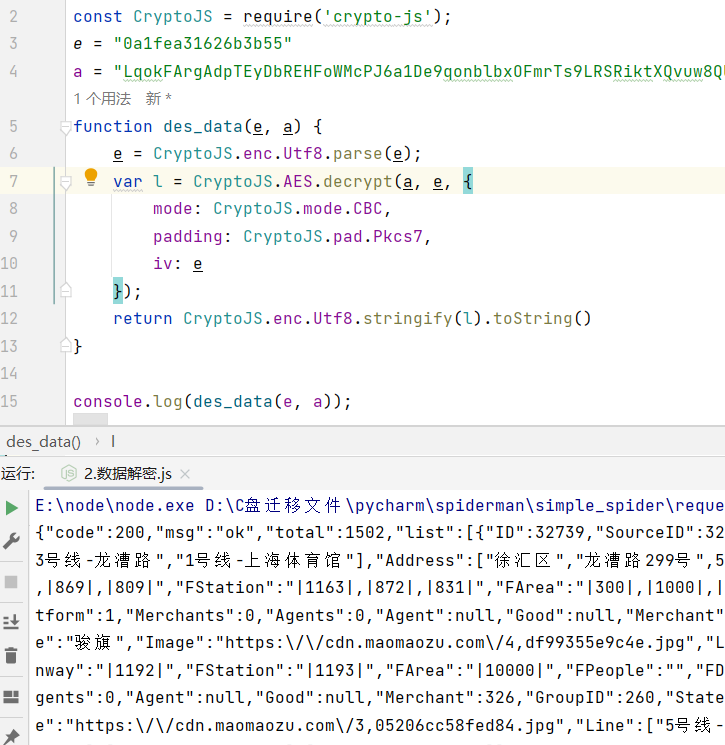 2 const CryptoJS = require('crypto-js');
3 e = "0a1fea31626b3b55"
4 a = "LqokFArgAdpTEyDbREHFoWMcPJ6a1De9qonblbxOFmrTs9LRSRiktXQvuw8QU
1 个用法 新 *
5 function des_data(e, a) {
6 e = CryptoJS.enc.Utf8.parse(e);
7 var l = CryptoJS.AES.decrypt(a, e, {
8 mode: CryptoJS.mode.CBC,
9 padding: CryptoJS.pad.Pkcs7,
10 iv: e
11 });
12 return CryptoJS.enc.Utf8.stringify(l).toString()
13 }
14
15 console.log(des_data(e, a));
des_data() › l
运行: 2.数据解密.js ×
E:\node\node.exe D:\C盘迁移文件\pycharm\spiderman\simple_spider\reque
{"code":200,"msg":"ok","total":1502,"list":[{"ID":32739,"SourceID":32
3号线-龙漕路","1号线-上海体育馆"],"Address":["徐汇区","龙漕路299号",5
,|869|,|809|","FStation":"|1163|,|872|,|831|","FArea":"|300|,|1000|,|
tform":1,"Merchants":0,"Agents":0,"Agent":null,"Good":null,"Merchant"
e":"骏旗","Image":"https:\/\/cdn.maomaozu.com\/4,df99355e9c4e.jpg","L
nway":"|1192|","FStation":"|1193|","FArea":"|10000|","FPeople":"","FD
gents":0,"Agent":null,"Good":null,"Merchant":326,"GroupID":260,"State
e":"https:\/\/cdn.maomaozu.com\/3,05206cc58fed84.jpg","Line":["5号线-